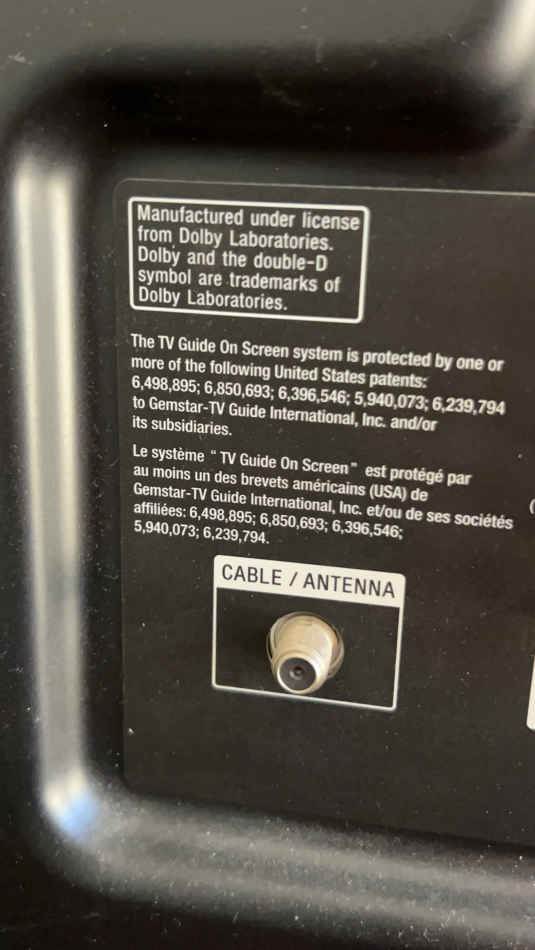 Manufactured under license
from Dolby Laboratories.
Dolby and the double-D
symbol are trademarks of
Dolby Laboratories.
The TV Guide On Screen system is protected by one or
more of the following United States patents:
6,498,895; 6,850,693; 6,396,546; 5,940,073; 6,239,794
to Gemstar-TV Guide International, Inc. and/or
its subsidiaries.
Le système “ TV Guide On Screen ” est protégé par
au moins un des brevets américains (USA) de
Gemstar-TV Guide International, Inc. et/ou de ses sociétés
affiliées: 6,498,895; 6,850,693; 6,396,546;
5,940,073; 6,239,794.
CABLE / ANTENNA